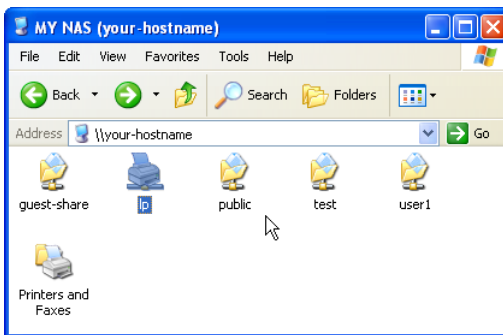 MY NAS (your-hostname)
File Edit View Favorites Tools Help
Back Search Folders
Address \\your-hostname Go
guest-share lp public test user1
Printers and
Faxes